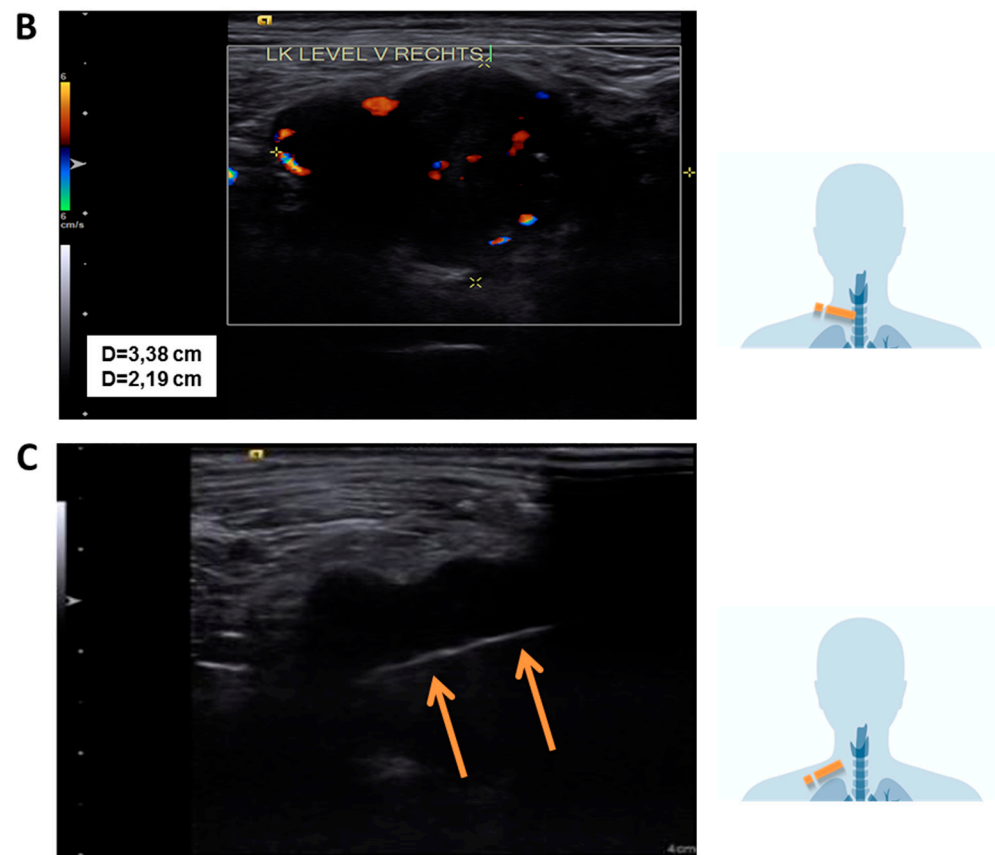 B
LK LEVEL V RECHTS
6
6
cm/s
D=3,38 cm
D=2,19 cm
C
4cm